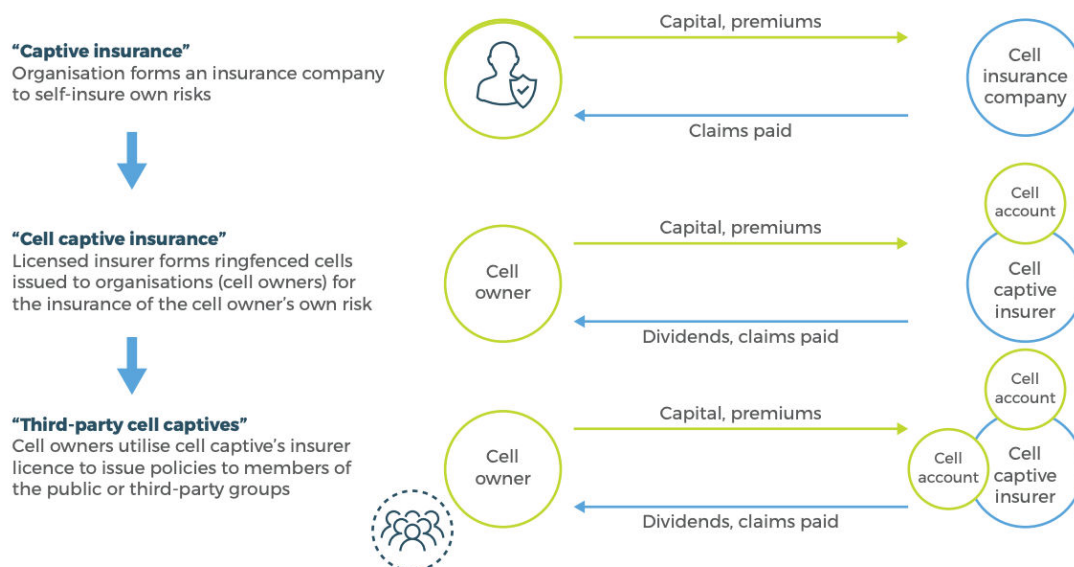 “Captive insurance”
Organisation forms an insurance company
to self-insure own risks
Capital, premiums
Claims paid
Cell
insurance
company
“Cell captive insurance”
Licensed insurer forms ringfenced cells
issued to organisations (cell owners) for
the insurance of the cell owner’s own risk
Cell
owner
Capital, premiums
Dividends, claims paid
Cell
account
Cell
captive
insurer
“Third-party cell captives”
Cell owners utilise cell captive’s insurer
licence to issue policies to members of
the public or third-party groups
Cell
owner
Capital, premiums
Dividends, claims paid
Cell
account
Cell
account
Cell
captive
insurer